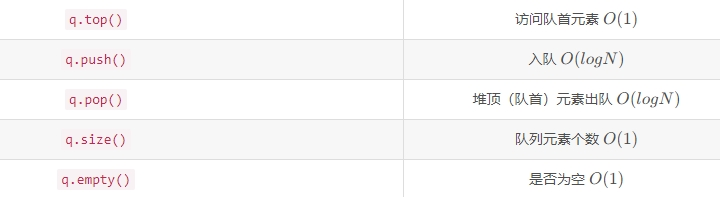 q.top() 访问队首元素 O(1)
q.push() 入队 O(logN)
q.pop() 堆顶（队首）元素出队 O(logN)
q.size() 队列元素个数 O(1)
q.empty() 是否为空 O(1)